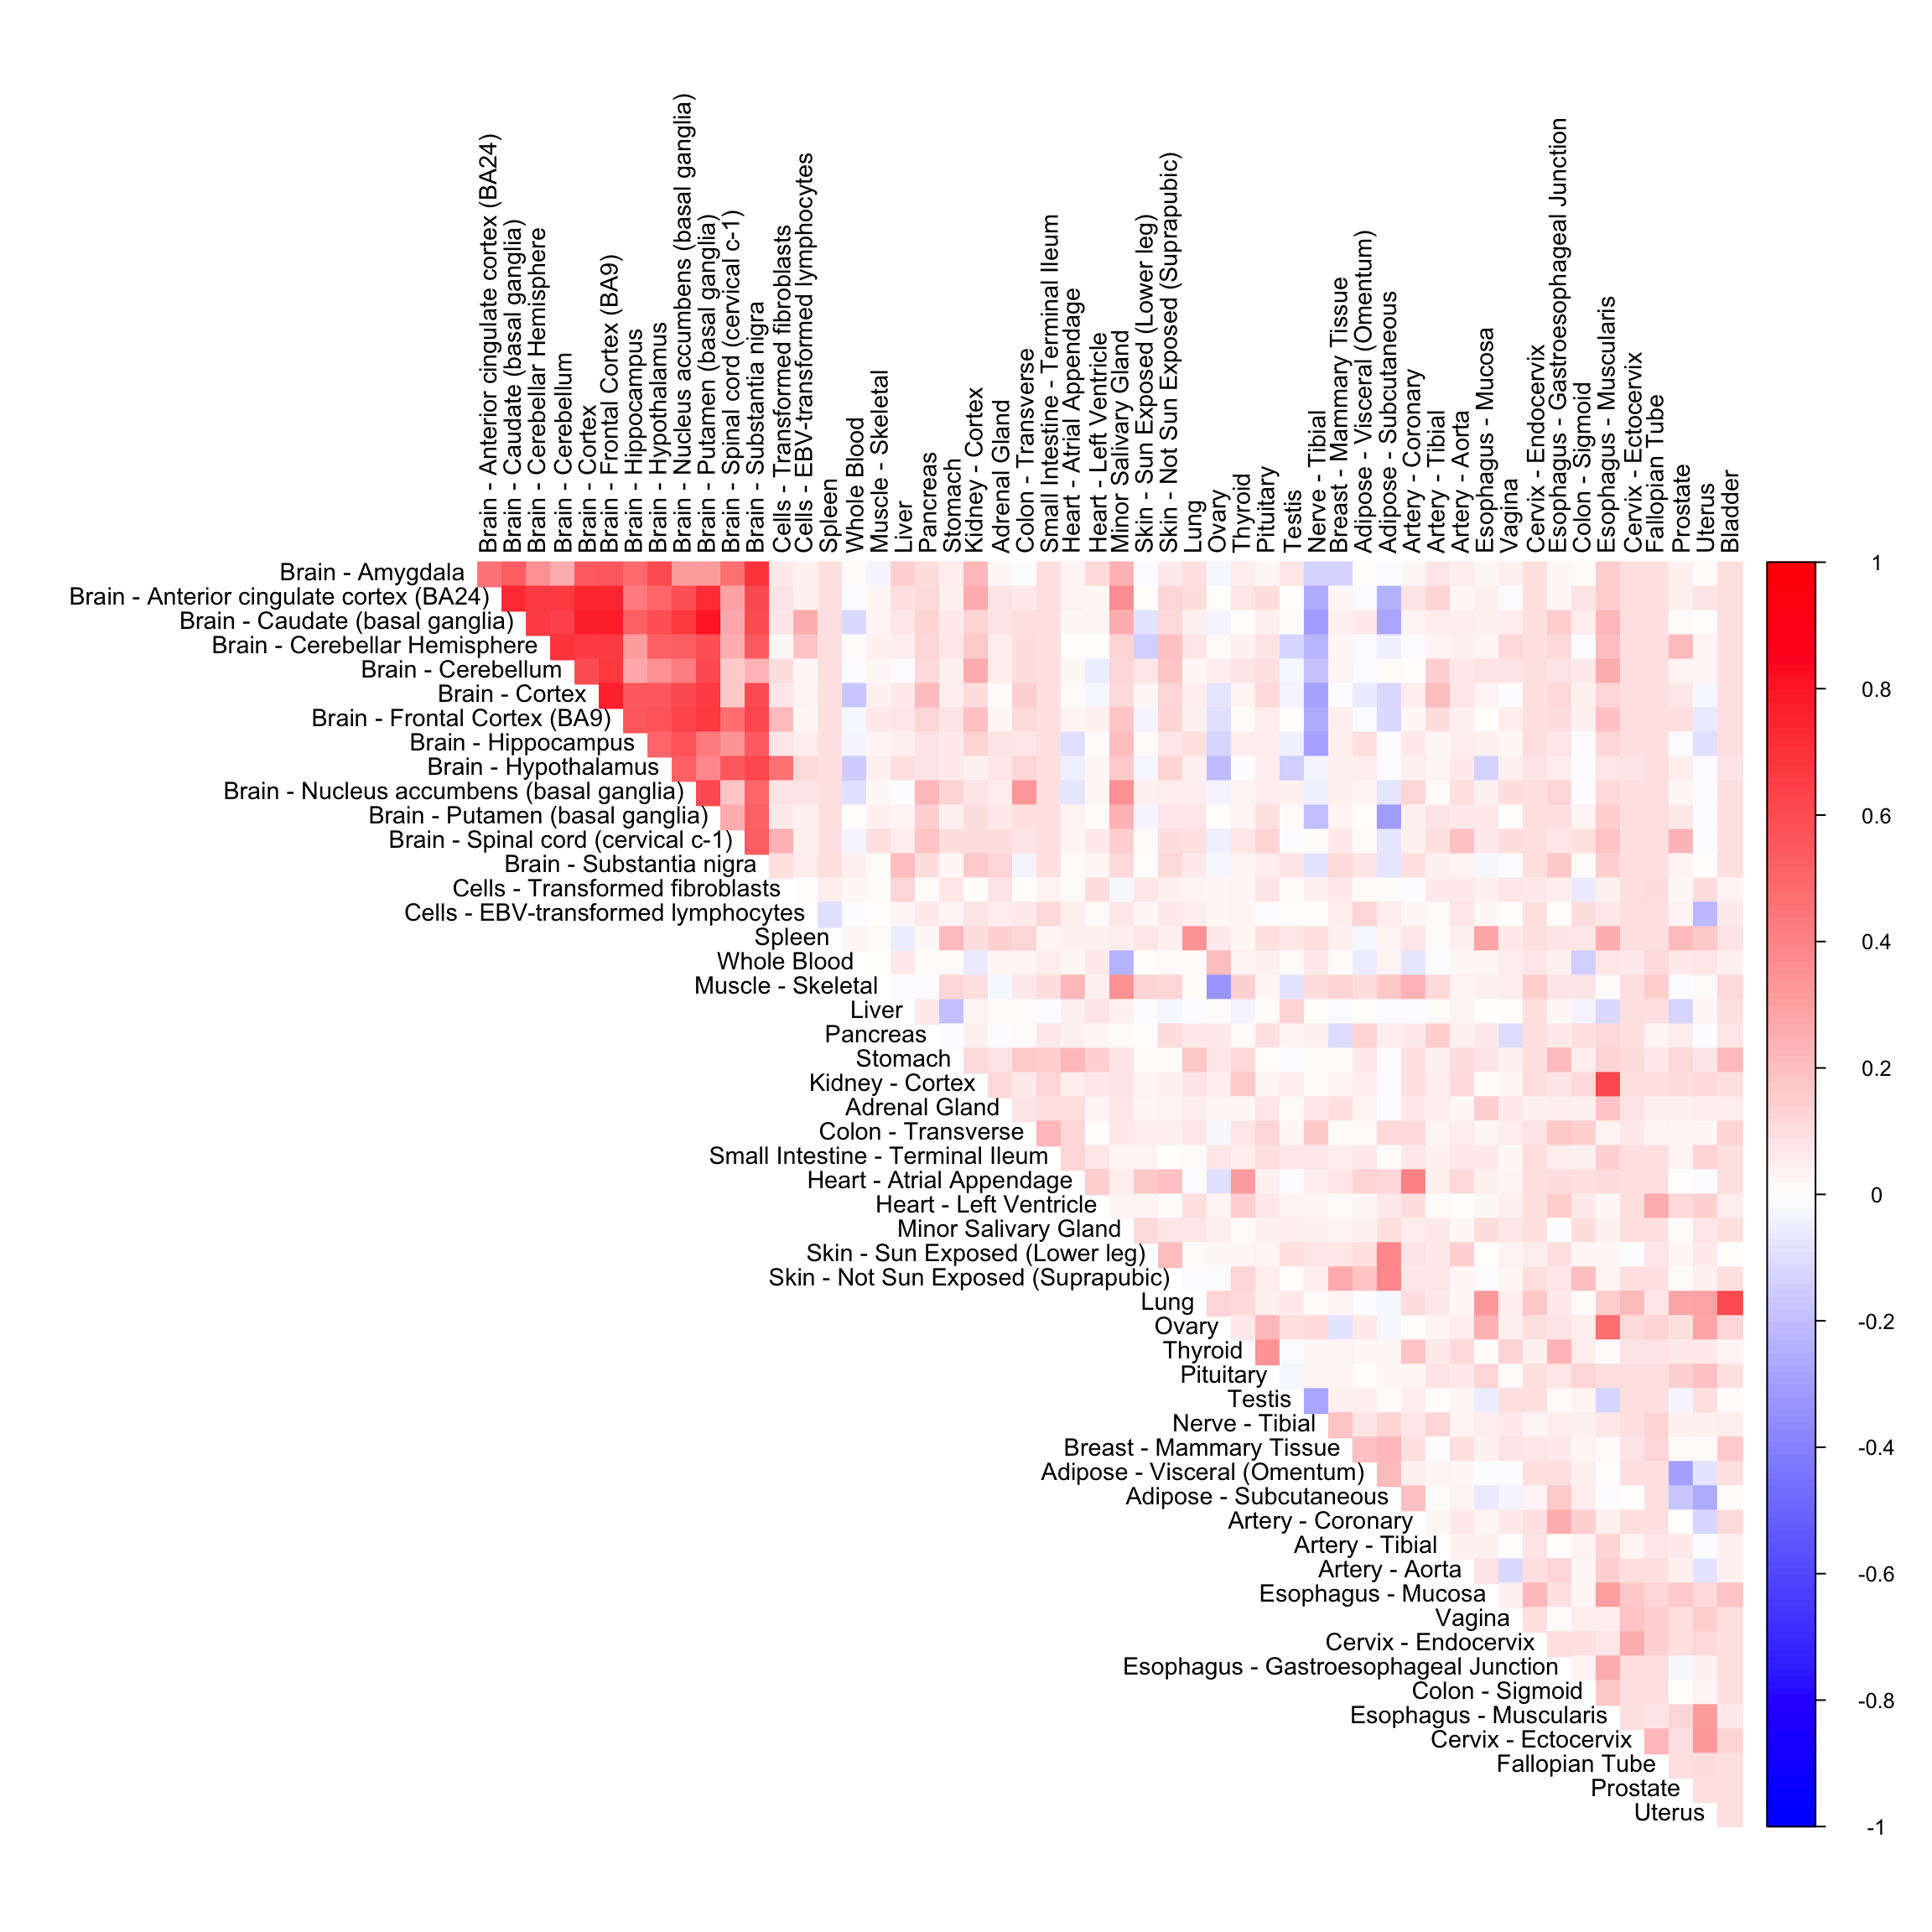 Brain - Anterior cingulate cortex (BA24)
Brain - Caudate (basal ganglia)
Brain - Cerebellar Hemisphere
Brain - Cerebellum
Brain - Cortex
Brain - Frontal Cortex (BA9)
Brain - Hippocampus
Brain - Hypothalamus
Brain - Nucleus accumbens (basal ganglia)
Brain - Putamen (basal ganglia)
Brain - Spinal cord (cervical c-1)
Brain - Substantia nigra
Cells - Transformed fibroblasts
Cells - EBV-transformed lymphocytes
Spleen
Whole Blood
Muscle - Skeletal
Liver
Pancreas
Stomach
Kidney - Cortex
Adrenal Gland
Colon - Transverse
Small Intestine - Terminal Ileum
Heart - Atrial Appendage
Heart - Left Ventricle
Minor Salivary Gland
Skin - Sun Exposed (Lower leg)
Skin - Not Sun Exposed (Suprapubic)
Lung
Ovary
Thyroid
Pituitary
Testis
Nerve - Tibial
Breast - Mammary Tissue
Adipose - Visceral (Omentum)
Adipose - Subcutaneous
Artery - Coronary
Artery - Tibial
Artery - Aorta
Esophagus - Mucosa
Vagina
Cervix - Endocervix
Esophagus - Gastroesophageal Junction
Colon - Sigmoid
Esophagus - Muscularis
Cervix - Ectocervix
Fallopian Tube
Prostate
Uterus
Bladder
Brain - Amygdala
Brain - Anterior cingulate cortex (BA24)
Brain - Caudate (basal ganglia)
Brain - Cerebellar Hemisphere
Brain - Cerebellum
Brain - Cortex
Brain - Frontal Cortex (BA9)
Brain - Hippocampus
Brain - Hypothalamus
Brain - Nucleus accumbens (basal ganglia)
Brain - Putamen (basal ganglia)
Brain - Spinal cord (cervical c-1)
Brain - Substantia nigra
Cells - Transformed fibroblasts
Cells - EBV-transformed lymphocytes
Spleen
Whole Blood
Muscle - Skeletal
Liver
Pancreas
Stomach
Kidney - Cortex
Adrenal Gland
Colon - Transverse
Small Intestine - Terminal Ileum
Heart - Atrial Appendage
Heart - Left Ventricle
Minor Salivary Gland
Skin - Sun Exposed (Lower leg)
Skin - Not Sun Exposed (Suprapubic)
Lung
Ovary
Thyroid
Pituitary
Testis
Nerve - Tibial
Breast - Mammary Tissue
Adipose - Visceral (Omentum)
Adipose - Subcutaneous
Artery - Coronary
Artery - Tibial
Artery - Aorta
Esophagus - Mucosa
Vagina
Cervix - Endocervix
Esophagus - Gastroesophageal Junction
Colon - Sigmoid
Esophagus - Muscularis
Cervix - Ectocervix
Fallopian Tube
Prostate
Uterus
1
0.8
0.6
0.4
0.2
0
-0.2
-0.4
-0.6
-0.8
-1